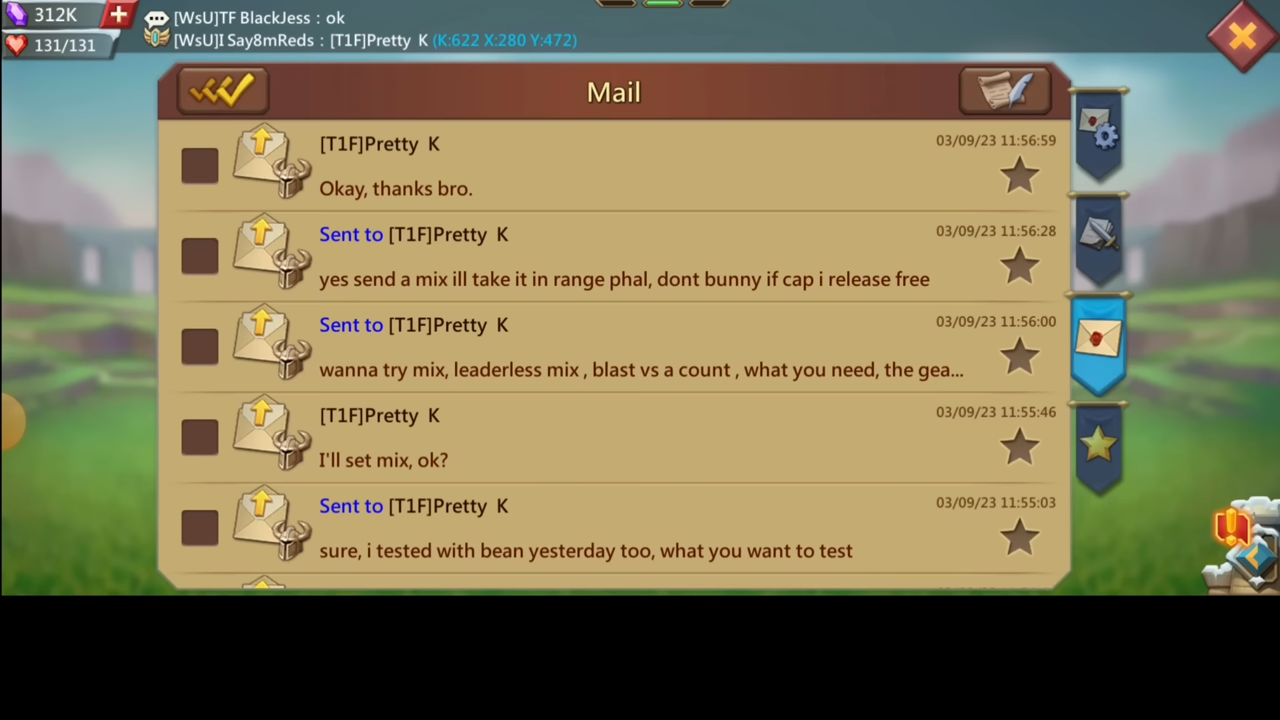 312K
131/131
[WsU]TF BlackJess : ok
[WsU]I Say8mReds : [T1F]Pretty K (K:622 X:280 Y:472)
Mail
[T1F]Pretty K
03/09/23 11:56:59
Okay, thanks bro.
Sent to [T1F]Pretty K
03/09/23 11:56:28
yes send a mix ill take it in range phal, dont bunny if cap i release free
Sent to [T1F]Pretty K
03/09/23 11:56:00
wanna try mix, leaderless mix , blast vs a count , what you need, the gea...
[T1F]Pretty K
03/09/23 11:55:46
I'll set mix, ok?
Sent to [T1F]Pretty K
03/09/23 11:55:03
sure, i tested with bean yesterday too, what you want to test